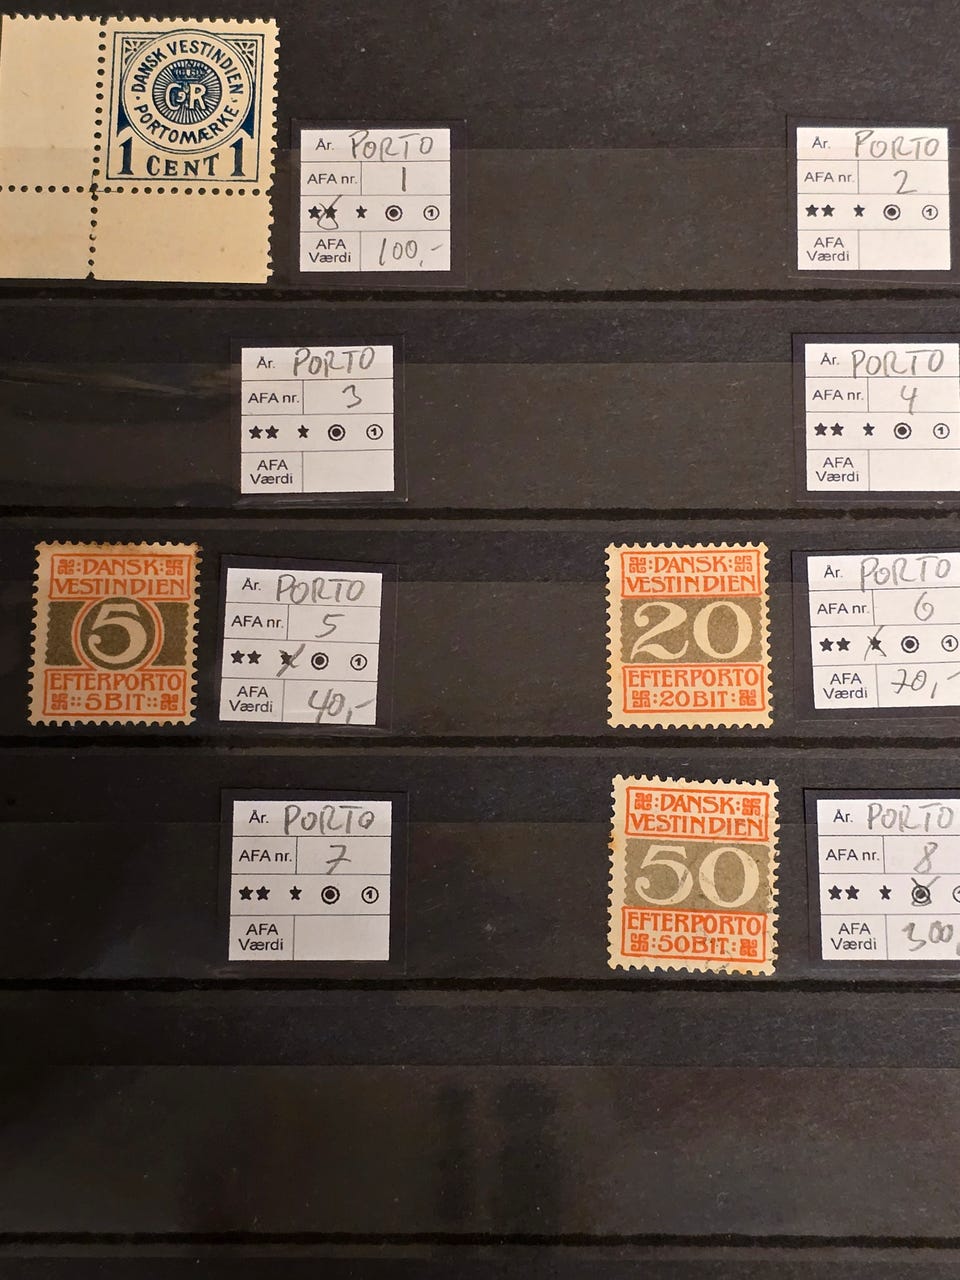 DANSK VESTINDIEN
CR
PORTOMÆRKE
1 CENT 1
År. PORTO
AFA nr. 1
AFA Værdi 100,-
År. PORTO
AFA nr. 2
AFA Værdi
År. PORTO
AFA nr. 3
AFA Værdi
År. PORTO
AFA nr. 4
AFA Værdi
DANSK
VESTINDIEN
5
EFTERPORTO
5 BIT
År. PORTO
AFA nr. 5
AFA Værdi 40,-
DANSK
VESTINDIEN
20
EFTERPORTO
20 BIT
År. PORTO
AFA nr. 6
AFA Værdi 70,-
År. PORTO
AFA nr. 7
AFA Værdi
DANSK
VESTINDIEN
50
EFTERPORTO
50 BIT
År. PORTO
AFA nr. 8
AFA Værdi 300,